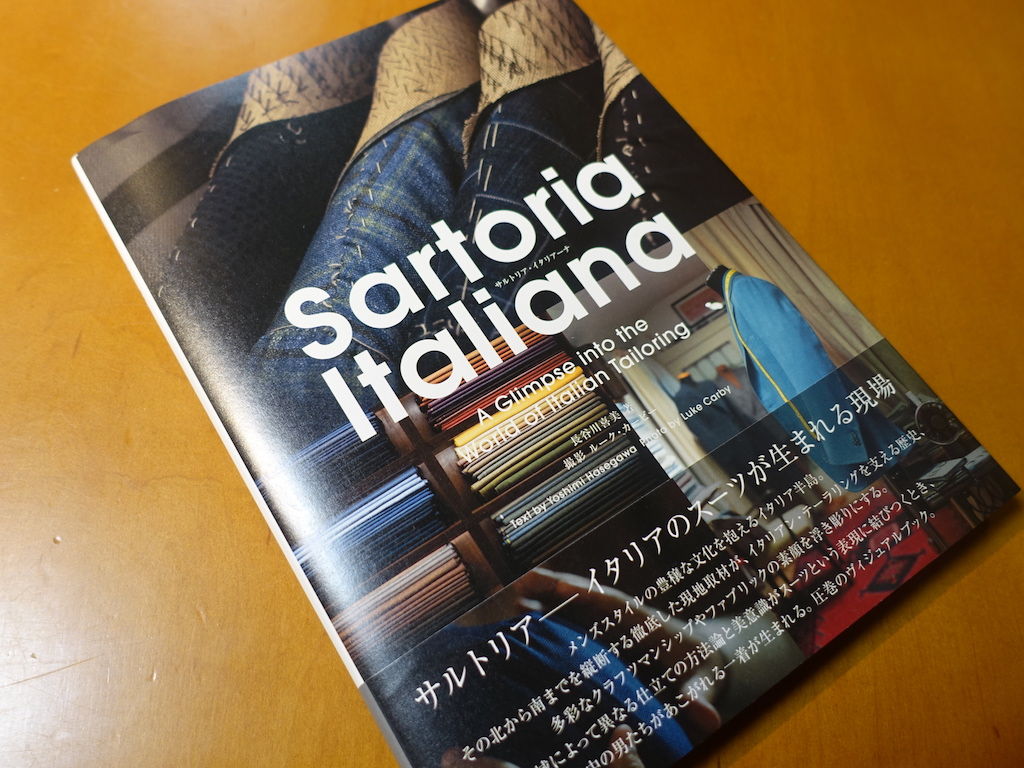 Sartoria
サルトリア・イタリアーナ
Italiana
A Glimpse into the
World of Italian Tailoring
長谷川喜美
撮影 ルーク・カービー
Text by Yoshimi Hasegawa Photo by Luke Carby
サルトリア――イタリアのスーツが生まれる現場
その北から南までを縦断する徹底した現地取材が、イタリアン・テーラリングを支える歴史、
メンズスタイルの豊穣な文化を抱えるイタリア半島。
多彩なクラフツマンシップやファブリックの素顔を浮き彫りにする。
域によって異なる仕立ての方法論と美意識がスーツという表現に結びつくとき、
中の男たちがあこがれる一着が生まれる。圧巻のヴィジュアルブック。